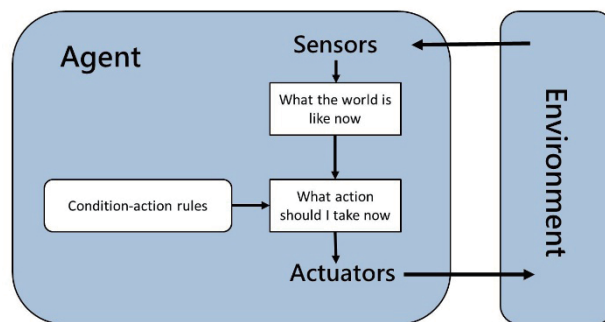 Agent
Sensors
What the world is
like now
Condition-action rules
What action
should I take now
Actuators
Environment